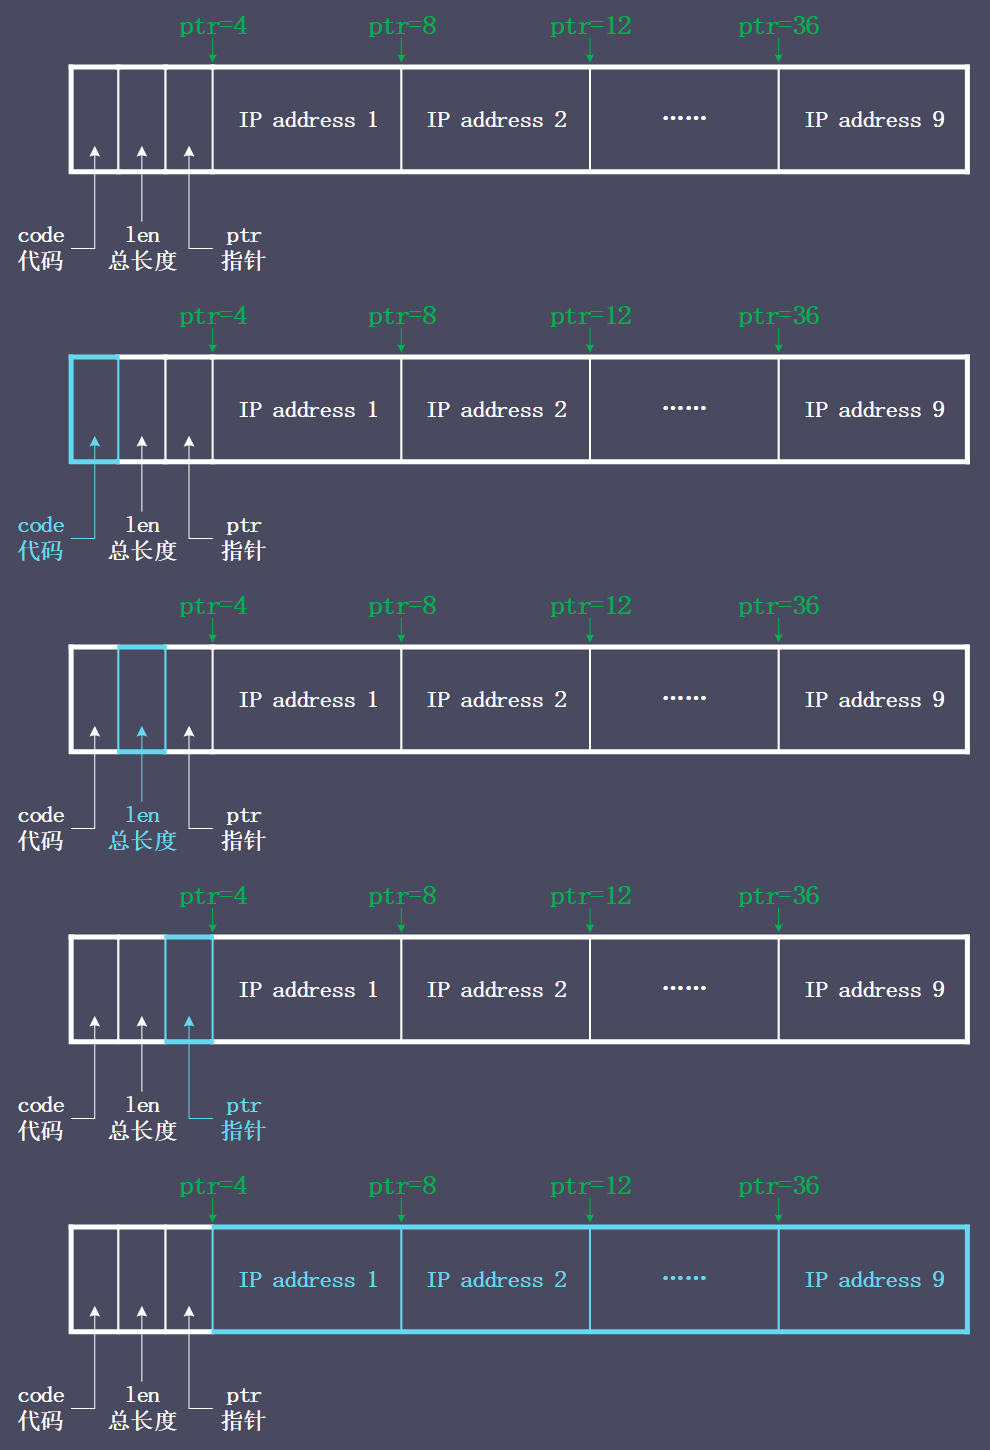 ptr=4 ptr=8 ptr=12 ptr=36
IP address 1 IP address 2 ······ IP address 9
code len ptr
代码 总长度 指针
ptr=4 ptr=8 ptr=12 ptr=36
IP address 1 IP address 2 ······ IP address 9
code len ptr
代码 总长度 指针
ptr=4 ptr=8 ptr=12 ptr=36
IP address 1 IP address 2 ······ IP address 9
code len ptr
代码 总长度 指针
ptr=4 ptr=8 ptr=12 ptr=36
IP address 1 IP address 2 ······ IP address 9
code len ptr
代码 总长度 指针
ptr=4 ptr=8 ptr=12 ptr=36
IP address 1 IP address 2 ······ IP address 9
code len ptr
代码 总长度 指针